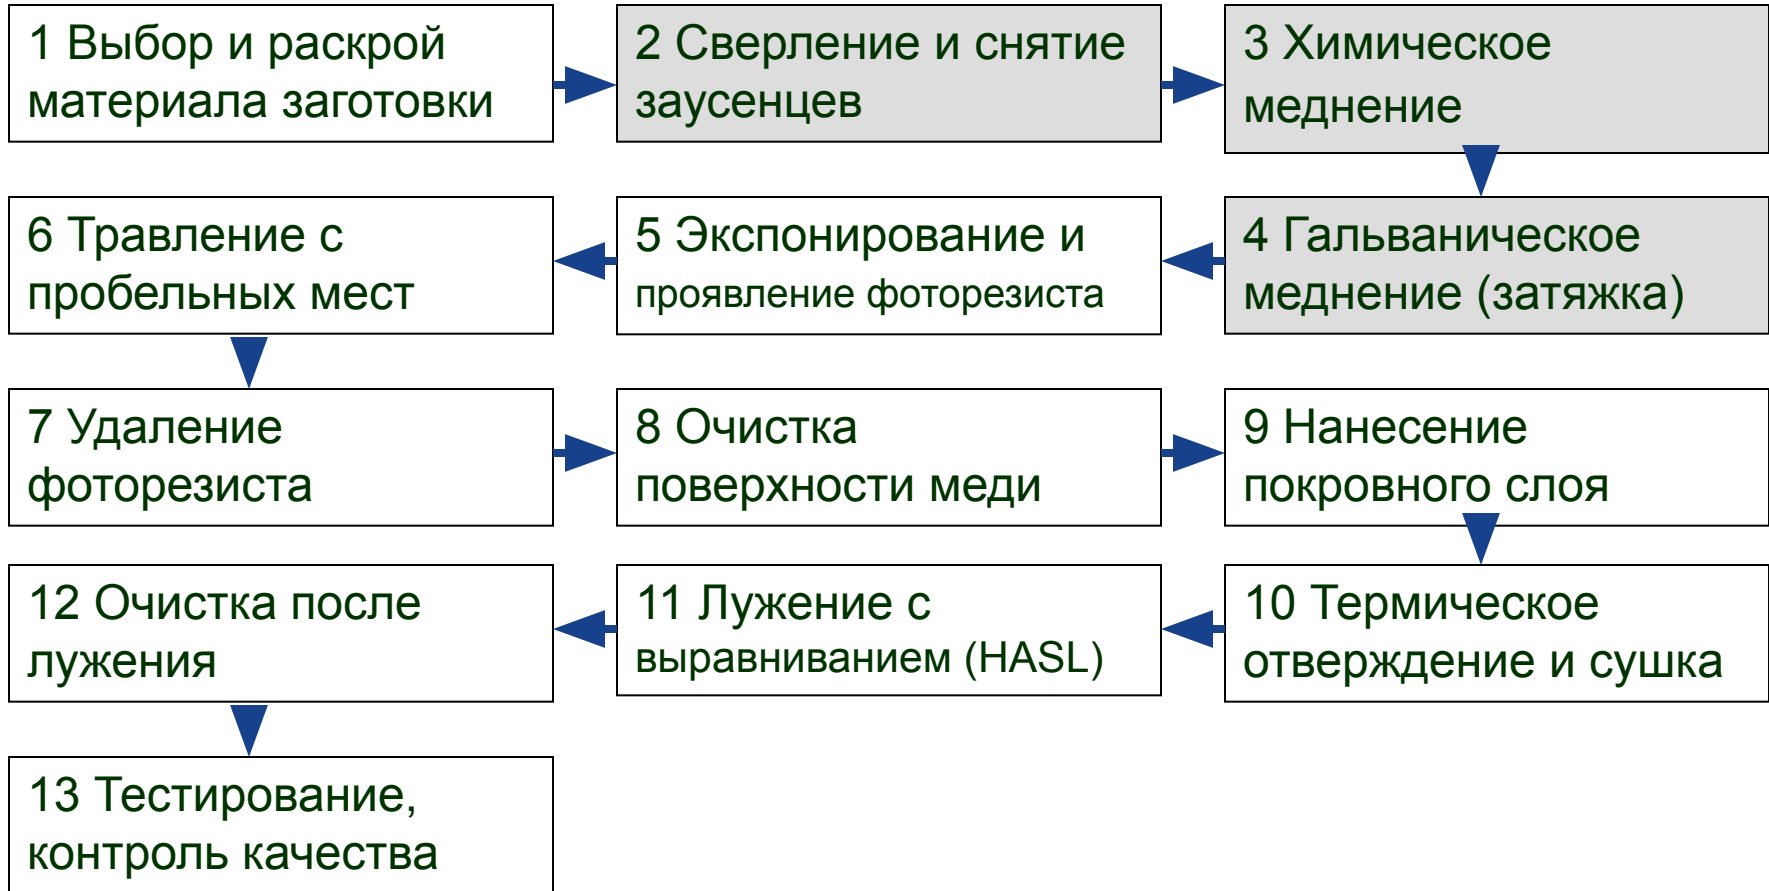 1 Выбор и раскрой
материала заготовки
2 Сверление и снятие
заусенцев
3 Химическое
меднение
4 Гальваническое
меднение (затяжка)
5 Экспонирование и
проявление фоторезиста
6 Травление с
пробельных мест
7 Удаление
фоторезиста
8 Очистка
поверхности меди
9 Нанесение
покровного слоя
10 Термическое
отверждение и сушка
11 Лужение с
выравниванием (HASL)
12 Очистка после
лужения
13 Тестирование,
контроль качества